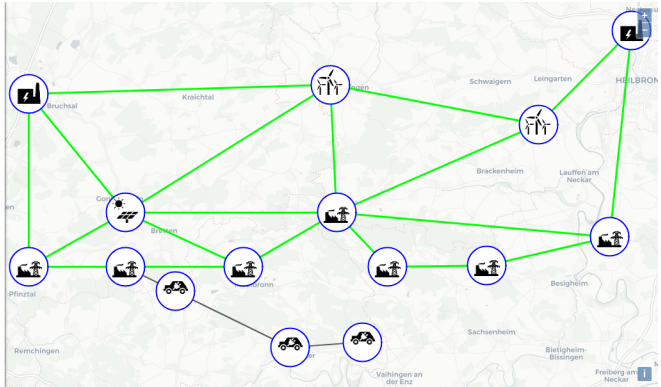 Schwaigern
Leingarten
HEILBRON
Kraichtal
Bruchsal
Brackenheim
Lauffen am
Neckar
Bretten
Pfinztal
Besigheim
Sachsenheim
Remchingen
Bietigheim-
Bissingen
Vaihingen an
der Enz
Freiberg am
Neckar
i